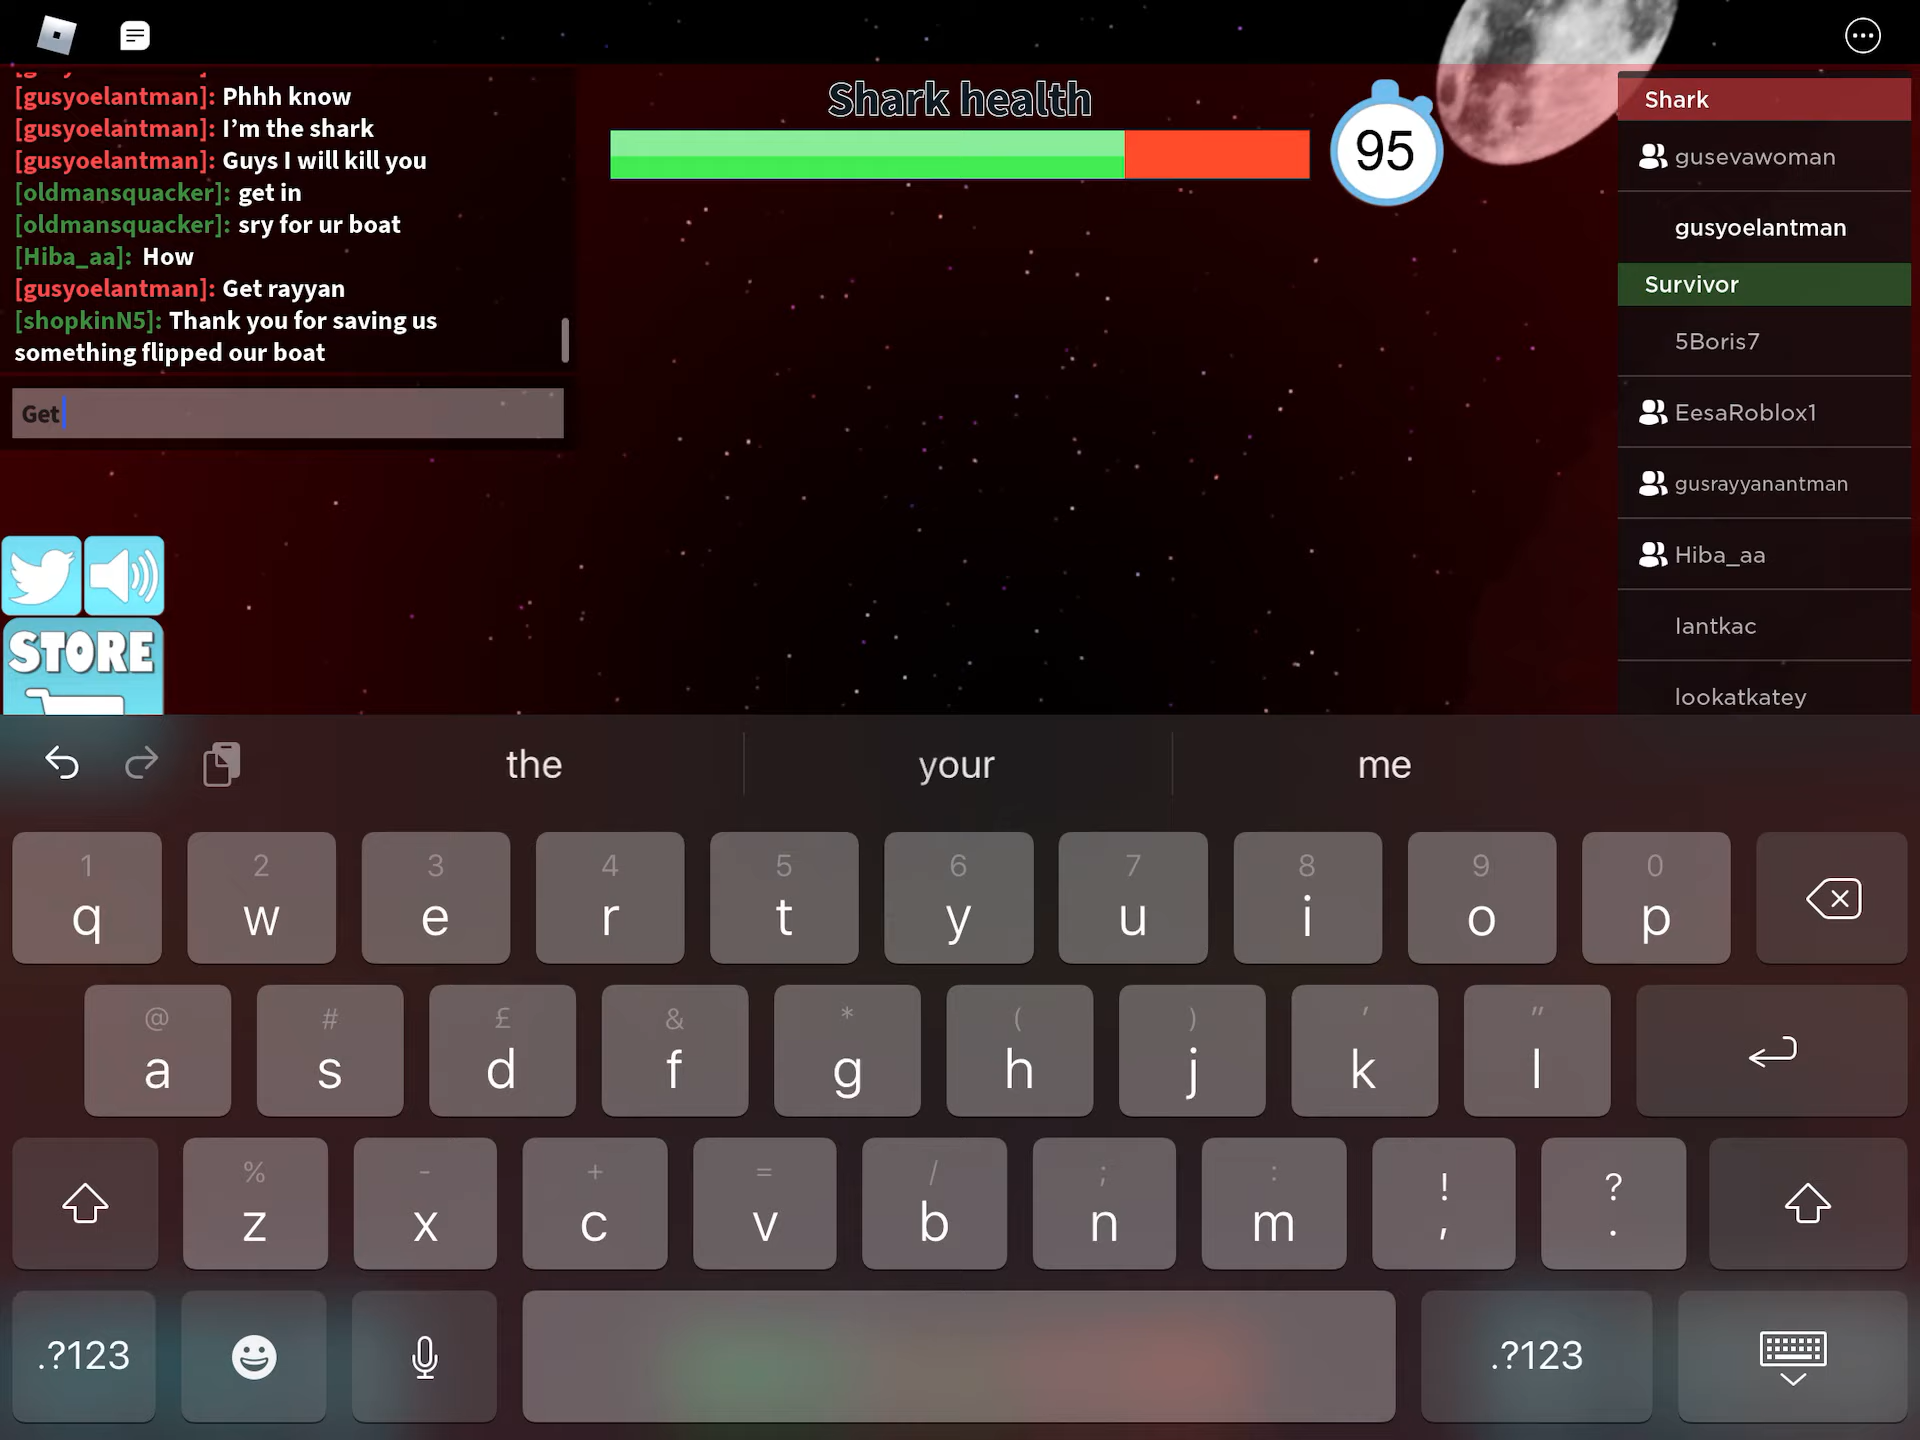 [gusyoelantman]: Phhh know
[gusyoelantman]: I'm the shark
[gusyoelantman]: Guys I will kill you
[oldmansquacker]: get in
[oldmansquacker]: sry for ur boat
[Hiba_aa]: How
[gusyoelantman]: Get rayyan
[shopkinN5]: Thank you for saving us
something flipped our boat
Get
Shark health
95
Shark
gusevawoman
gusyoelantman
Survivor
5Boris7
EesaRoblox1
gusrayyanantman
Hiba_aa
lookatkatey
STORE
the your me
1 2 3 4 5 6 7 8 9 0
q w e r t y u i o p
@ # £ & * ( ) ' "
a s d f g h j k l
% - + = / ; : ! ?
z x c v b n m , .
.?123 .?123